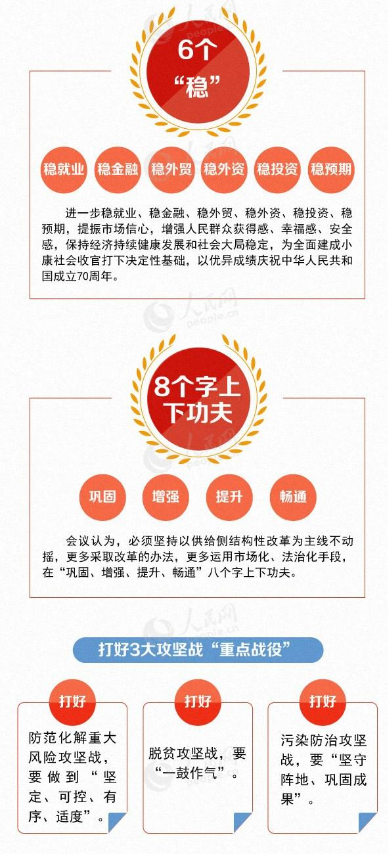 6个
“稳”
稳就业 稳金融 稳外贸 稳外资 稳投资 稳预期
进一步稳就业、稳金融、稳外贸、稳外资、稳投资、稳
预期，提振市场信心，增强人民群众获得感、幸福感、安全
感，保持经济持续健康发展和社会大局稳定，为全面建成小
康社会收官打下决定性基础，以优异成绩庆祝中华人民共和
国成立70周年。
人民网
people.cn
8个字上
下功夫
巩固 增强 提升 畅通
会议认为，必须坚持以供给侧结构性改革为主线不动
摇，更多采取改革的办法，更多运用市场化、法治化手段，
在“巩固、增强、提升、畅通”八个字上下功夫。
人民网
people.cn
打好3大攻坚战“重点战役”
打好
防范化解重大
风险攻坚战，
要做到“坚
定、可控、有
序、适度”。
打好
脱贫攻坚战，要
“一鼓作气”。
打好
污染防治攻坚
战，要“坚守
阵地、巩固成
果”。